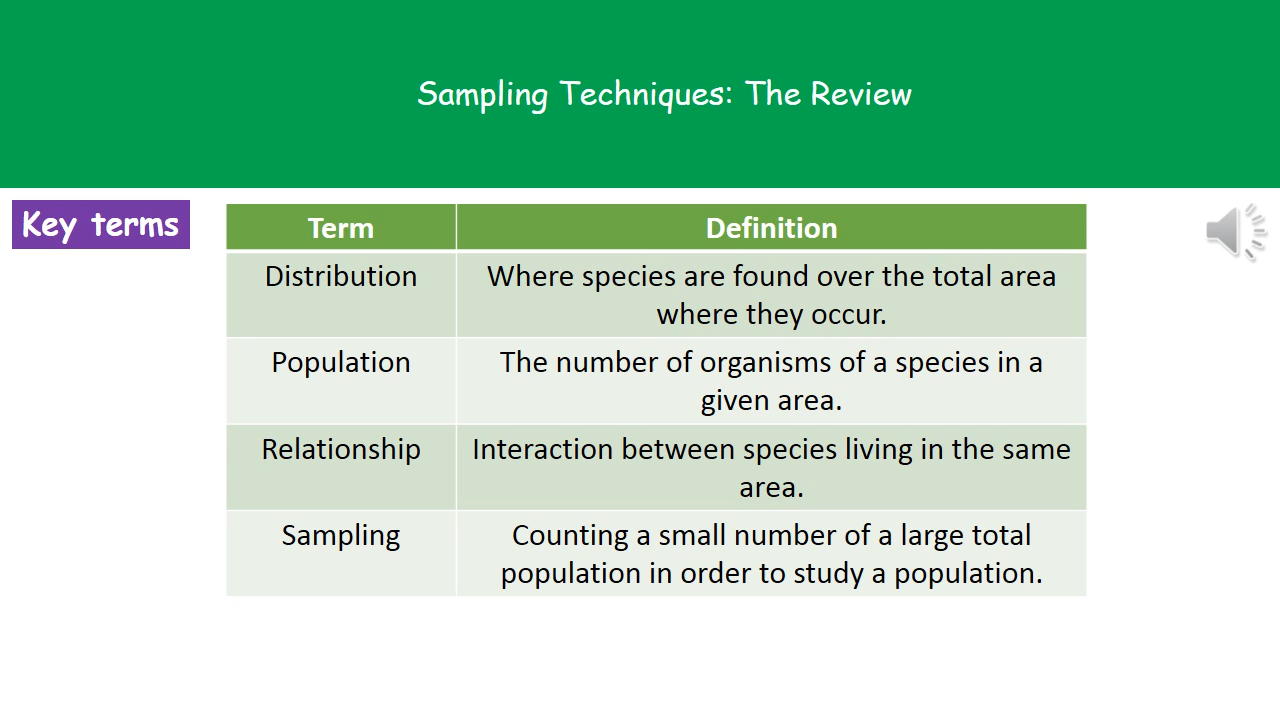 Sampling Techniques: The Review
Key terms
Term Definition
Distribution Where species are found over the total area
where they occur.
Population The number of organisms of a species in a
given area.
Relationship Interaction between species living in the same
area.
Sampling Counting a small number of a large total
population in order to study a population.